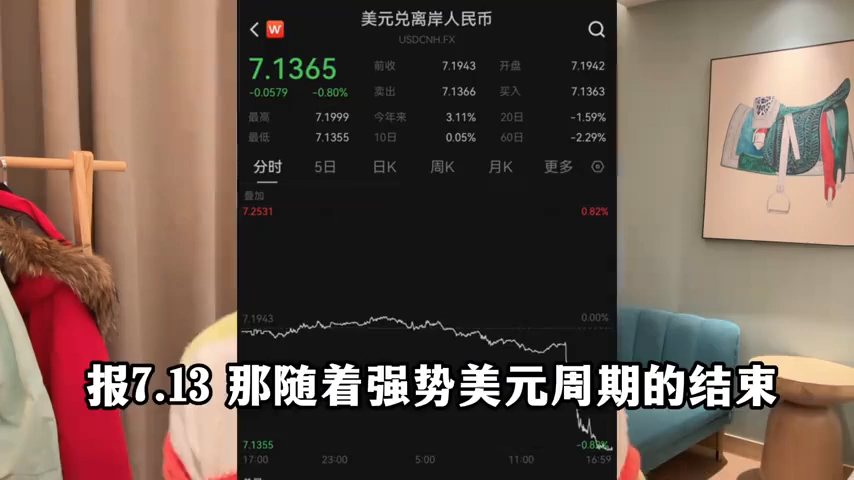 美元兑离岸人民币
W
USDCNH.FX
7.1365
-0.0579 -0.80%
前收 7.1943 开盘 7.1942
卖出 7.1366 买入 7.1363
最高 7.1999 今年来 3.11% 20日 -1.59%
最低 7.1355 10日 0.05% 60日 -2.29%
分时 5日 日K 周K 月K 更多
叠加
7.2531 0.82%
7.1943 0.00%
报7.13 那随着强势美元周期的结束
7.1355 -0.82%
17:00 23:00 5:00 11:00 16:59